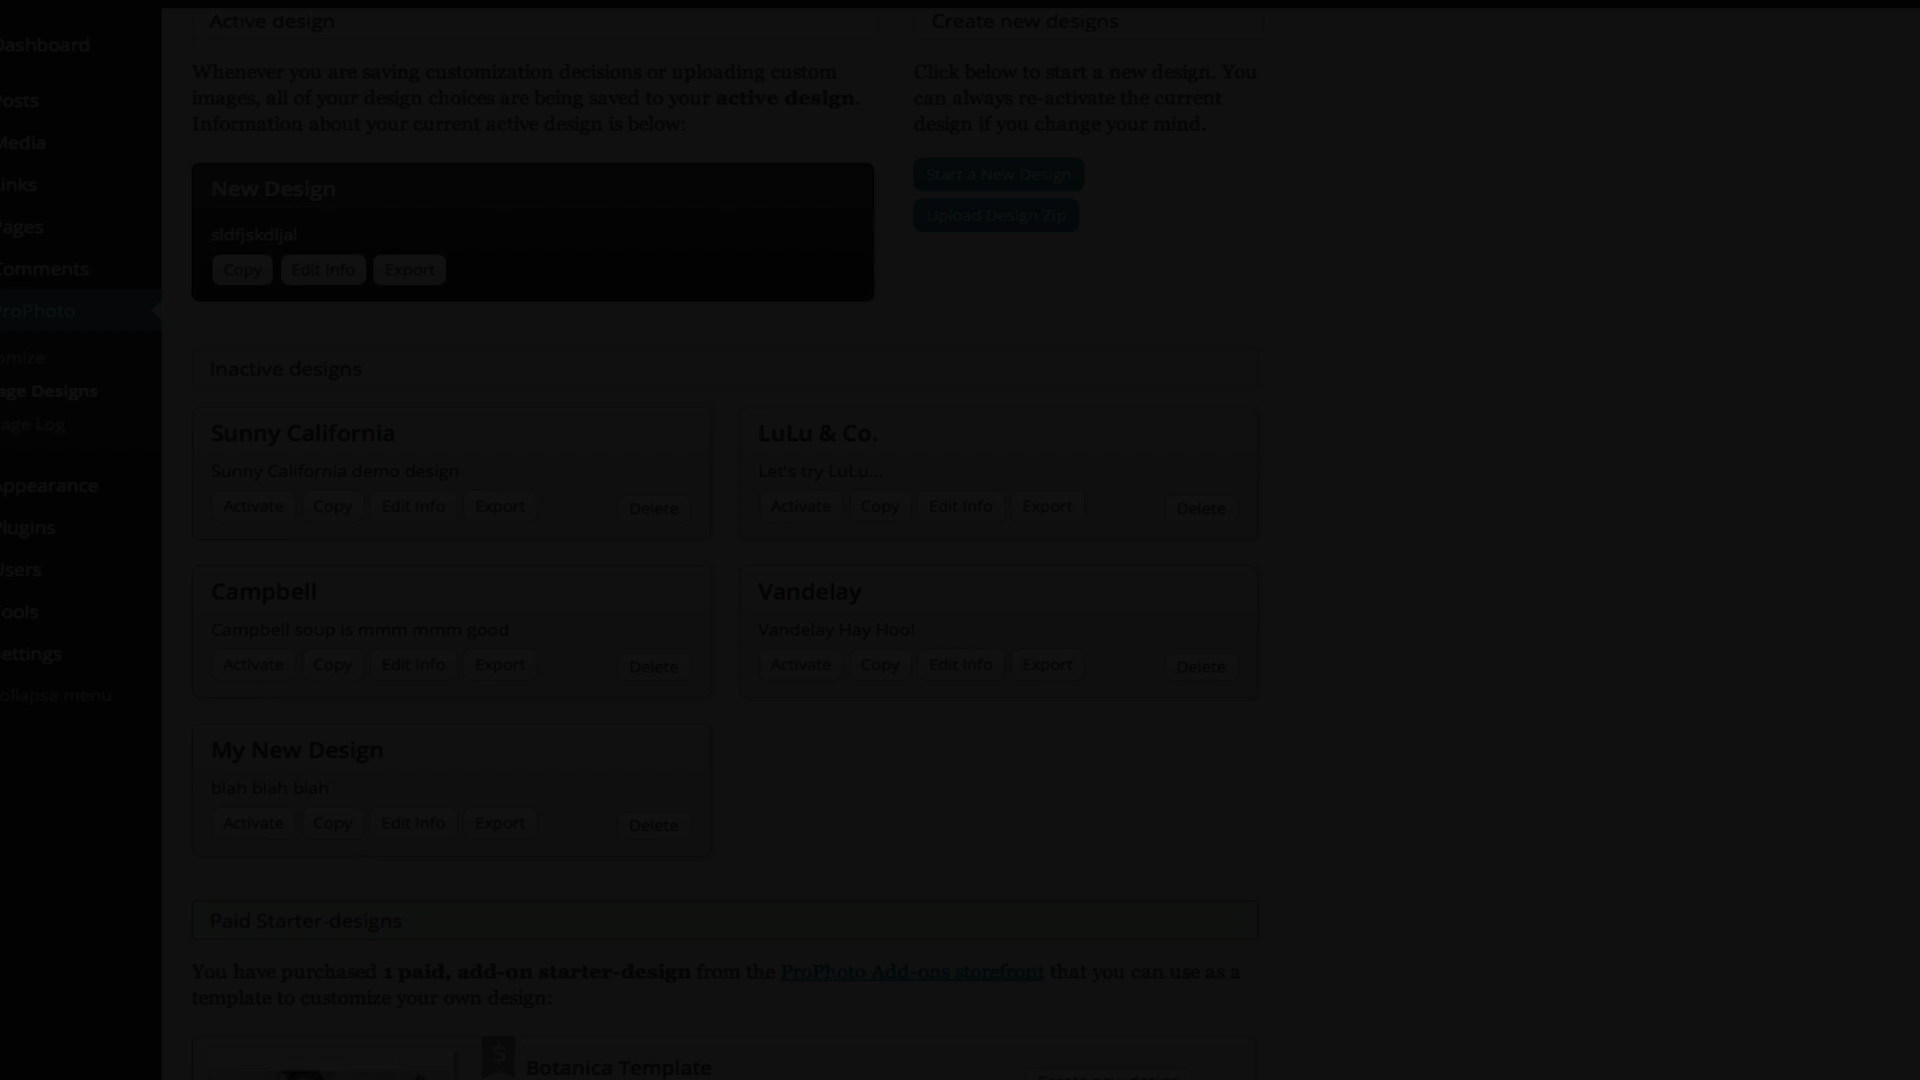 Dashboard
Posts
Media
Links
Pages
Comments
ProPhoto
omize
age Designs
age Log
Appearance
Plugins
Users
Tools
Settings
ollapse menu
Active design
Whenever you are saving customization decisions or uploading custom
images, all of your design choices are being saved to your active design.
Information about your current active design is below:
New Design
sldfjskdljal
Copy Edit Info Export
Create new designs
Click below to start a new design. You
can always re-activate the current
design if you change your mind.
Start a New Design
Upload Design Zip
Inactive designs
Sunny California
Sunny California demo design
Activate Copy Edit Info Export Delete
LuLu & Co.
Let's try LuLu...
Activate Copy Edit Info Export Delete
Campbell
Campbell soup is mmm mmm good
Activate Copy Edit Info Export Delete
Vandelay
Vandelay Hay Hoo!
Activate Copy Edit Info Export Delete
My New Design
blah blah blah
Activate Copy Edit Info Export Delete
Paid Starter-designs
You have purchased 1 paid, add-on starter-design from the ProPhoto Add-ops storefront that you can use as a
template to customize your own design:
$
Botanica Template